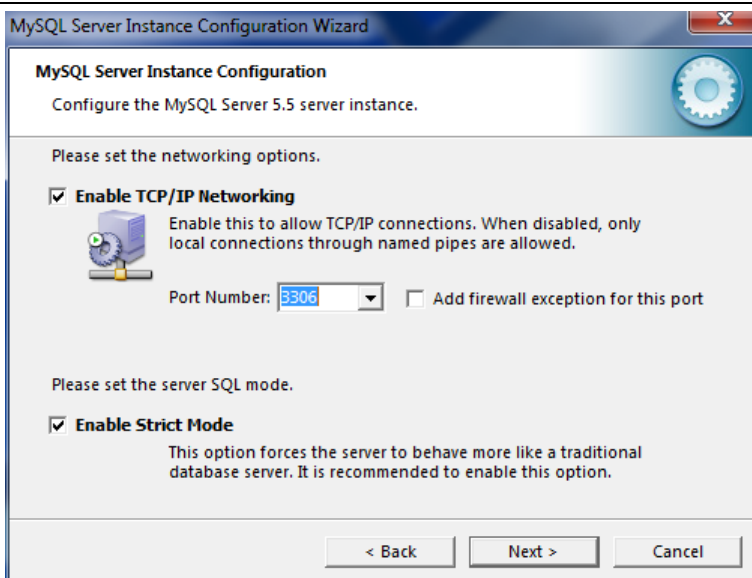 MySQL Server Instance Configuration Wizard
MySQL Server Instance Configuration
Configure the MySQL Server 5.5 server instance.
Please set the networking options.
Enable TCP/IP Networking
Enable this to allow TCP/IP connections. When disabled, only
local connections through named pipes are allowed.
Port Number: 3306 Add firewall exception for this port
Please set the server SQL mode.
Enable Strict Mode
This option forces the server to behave more like a traditional
database server. It is recommended to enable this option.
< Back Next > Cancel